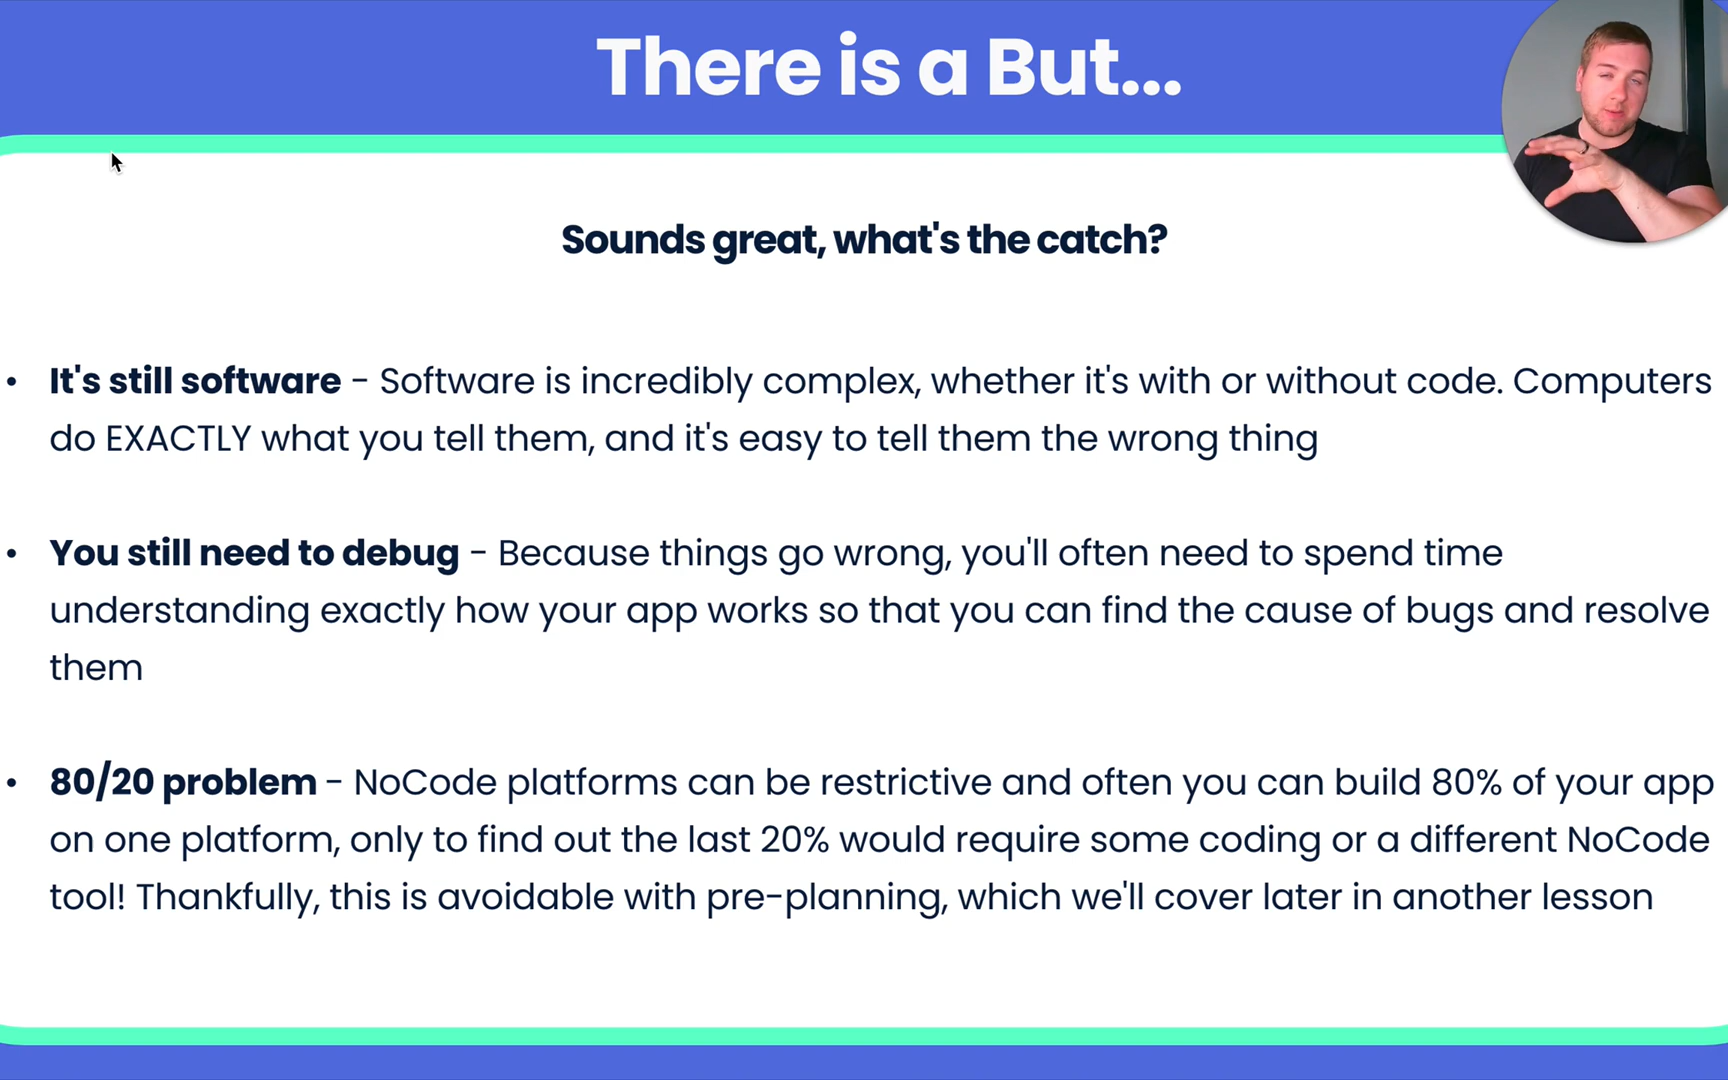 There is a But...
Sounds great, what's the catch?
• It's still software - Software is incredibly complex, whether it's with or without code. Computers
do EXACTLY what you tell them, and it's easy to tell them the wrong thing
• You still need to debug - Because things go wrong, you'll often need to spend time
understanding exactly how your app works so that you can find the cause of bugs and resolve
them
• 80/20 problem - NoCode platforms can be restrictive and often you can build 80% of your app
on one platform, only to find out the last 20% would require some coding or a different NoCode
tool! Thankfully, this is avoidable with pre-planning, which we'll cover later in another lesson